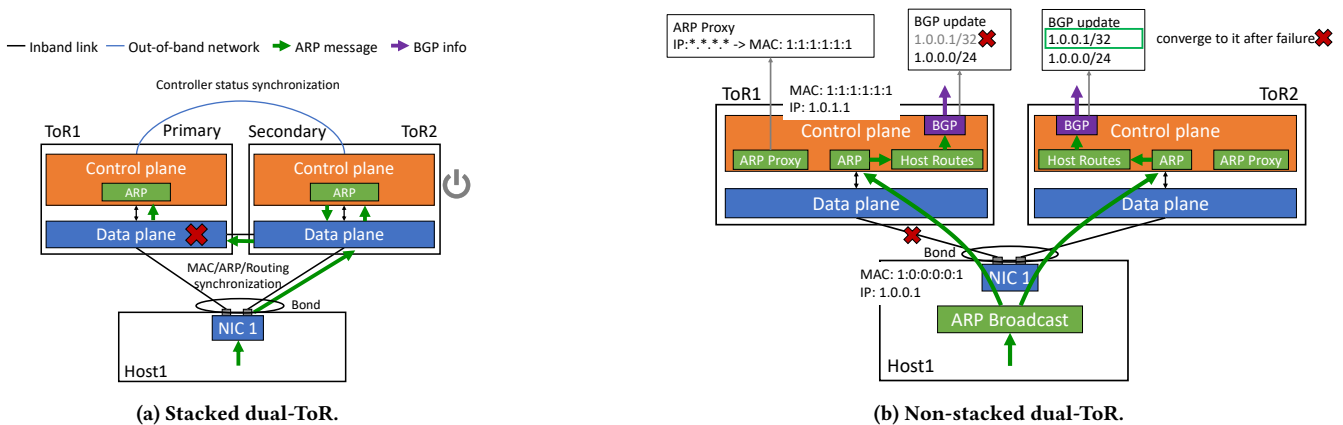 Inband link
Out-of-band network
ARP message
BGP info
Controller status synchronization
ToR1
Primary
Secondary
ToR2
Control plane
Control plane
ARP
ARP
Data plane
Data plane
MAC/ARP/Routing
synchronization
Bond
NIC 1
Host1
(a) Stacked dual-ToR.
ARP Proxy
IP:*.*.*.* -> MAC: 1:1:1:1:1:1
BGP update
1.0.0.1/32
1.0.0.0/24
BGP update
1.0.0.1/32
1.0.0.0/24
converge to it after failure
ToR1
MAC: 1:1:1:1:1:1
IP: 1.0.1.1
ToR2
Control plane
BGP
BGP
Control plane
ARP Proxy
ARP
Host Routes
Host Routes
ARP
ARP Proxy
Data plane
Data plane
Bond
MAC: 1:0:0:0:0:1
IP: 1.0.0.1
NIC 1
ARP Broadcast
Host1
(b) Non-stacked dual-ToR.